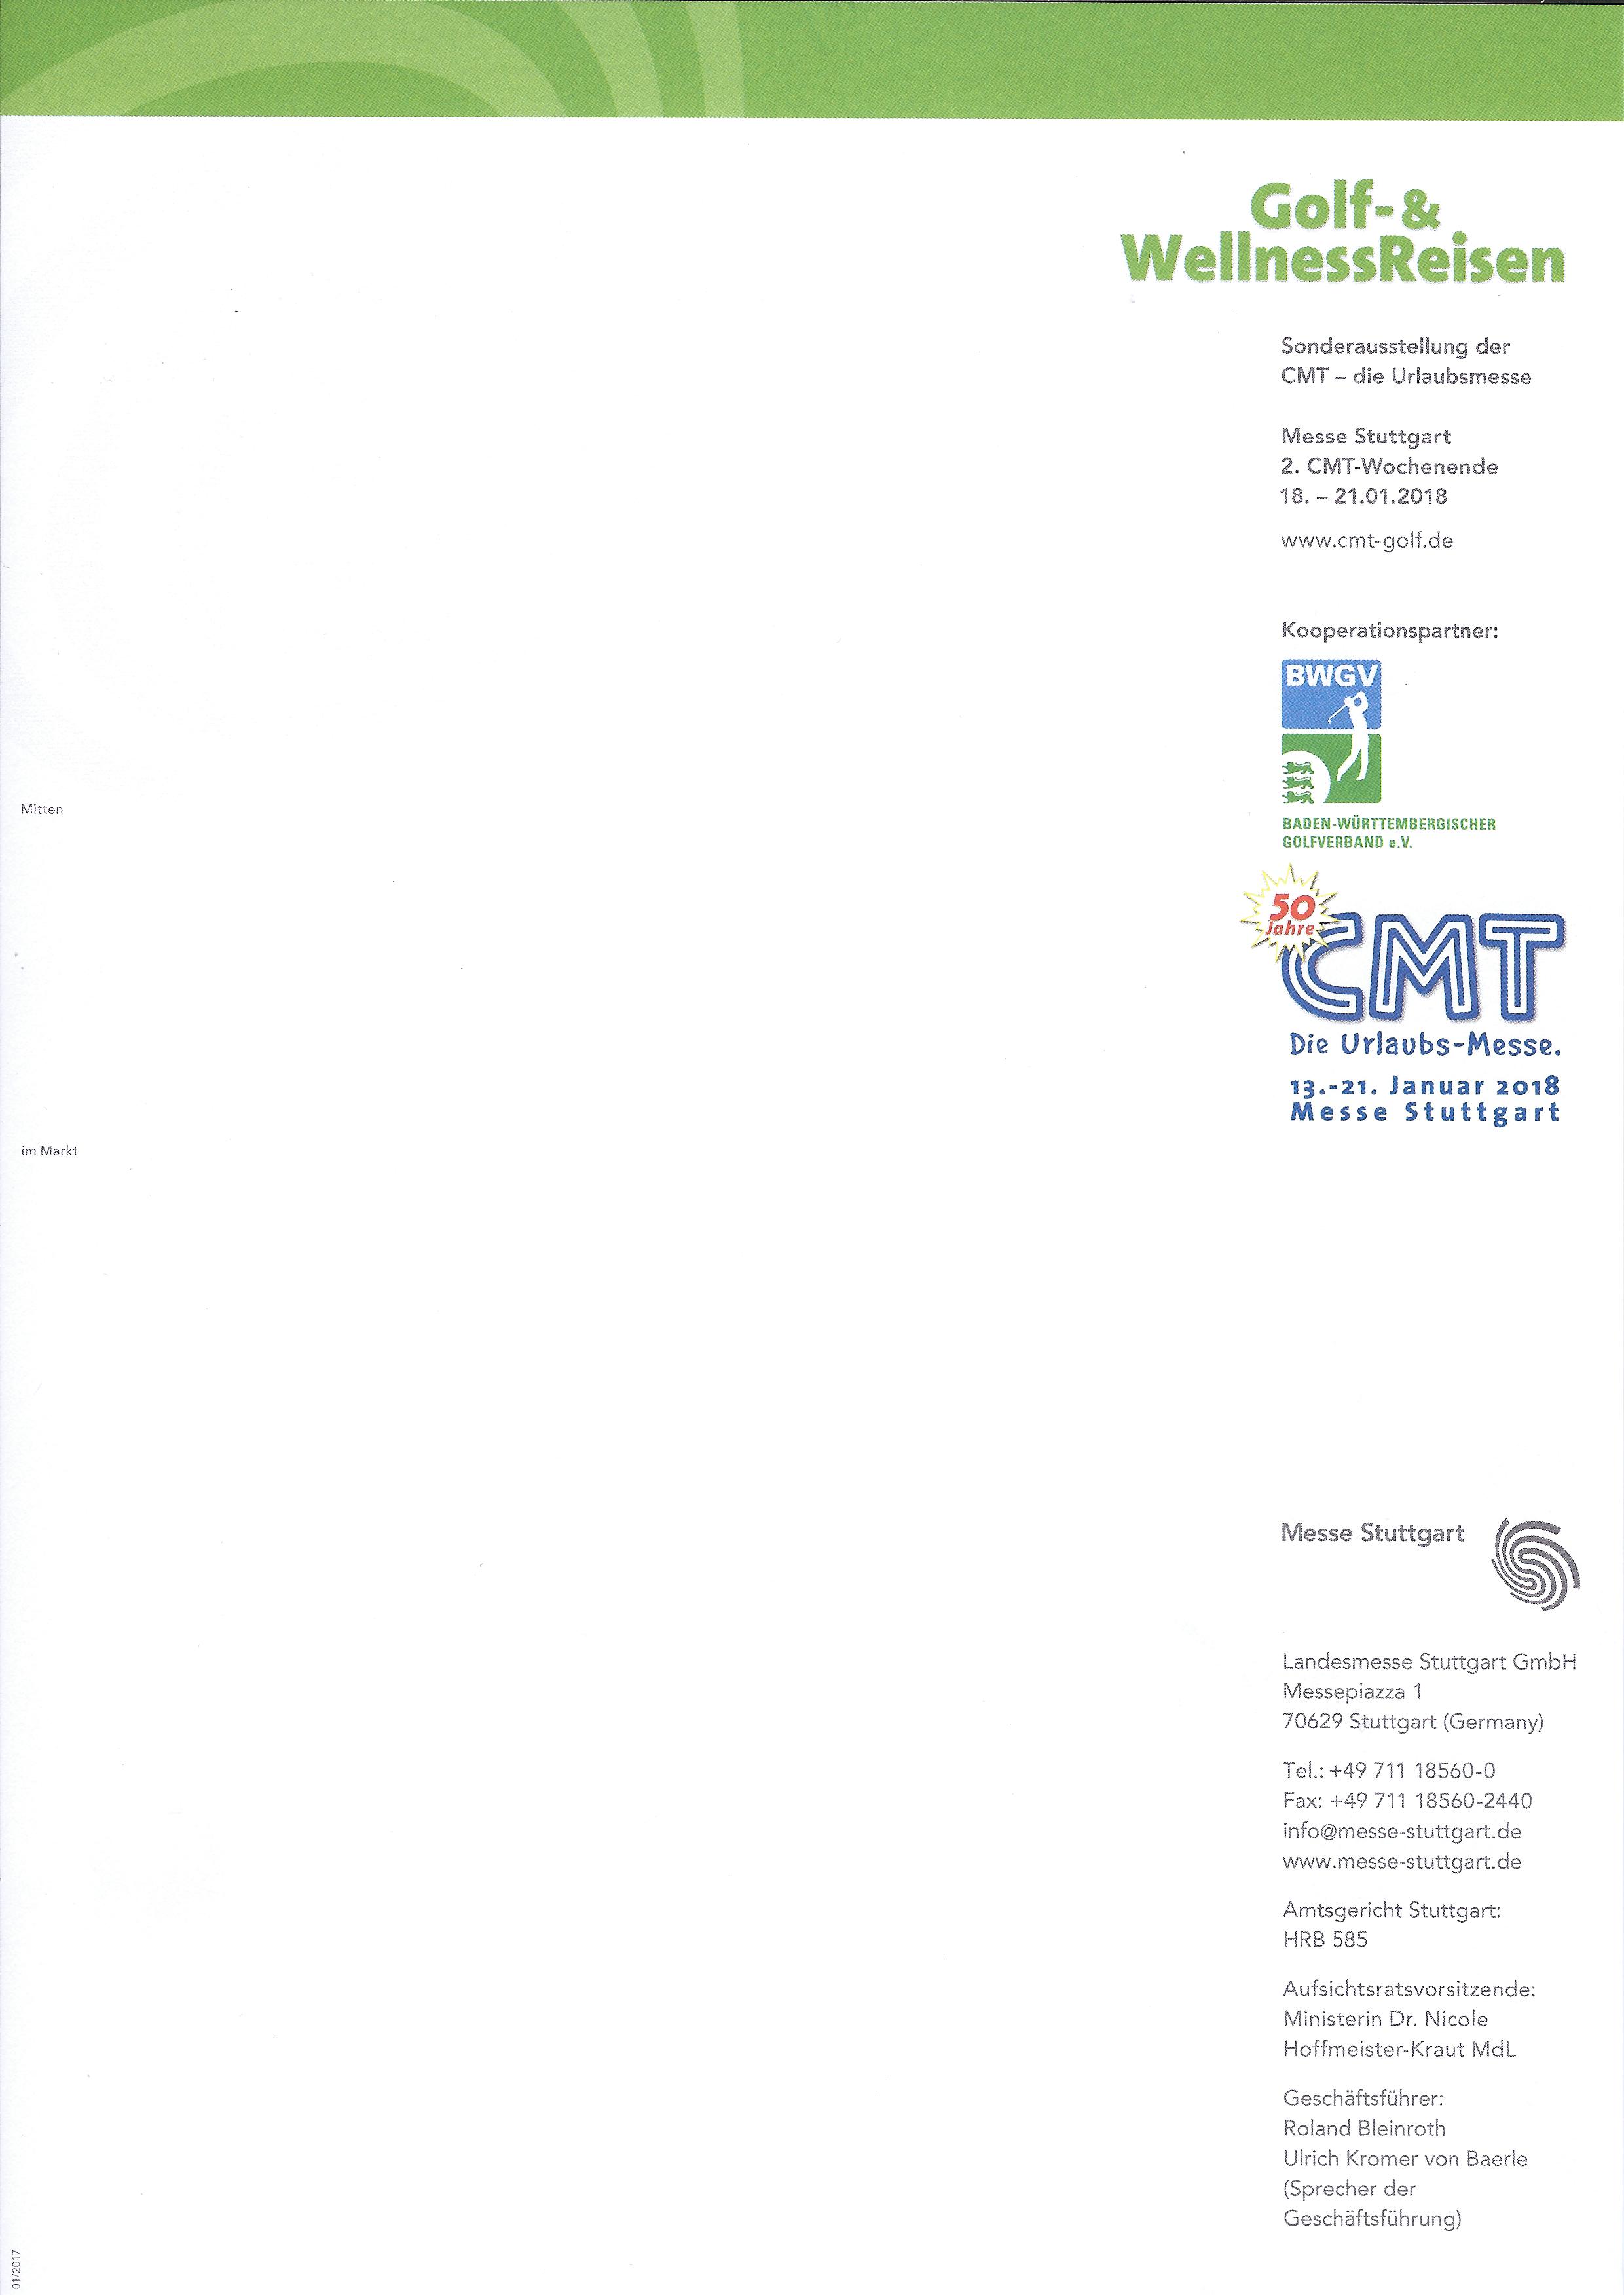 Golf-&
WellnessReisen
Sonderausstellung der
CMT – die Urlaubsmesse
Messe Stuttgart
2. CMT-Wochenende
18. – 21.01.2018
www.cmt-golf.de
Kooperationspartner:
BWGV
BADEN-WÜRTTEMBERGISCHER
GOLFVERBAND e.V.
50
Jahre
CMT
Die Urlaubs-Messe.
13.-21. Januar 2018
Messe Stuttgart
Mitten
im Markt
Messe Stuttgart
Landesmesse Stuttgart GmbH
Messepiazza 1
70629 Stuttgart (Germany)
Tel.: +49 711 18560-0
Fax: +49 711 18560-2440
info@messe-stuttgart.de
www.messe-stuttgart.de
Amtsgericht Stuttgart:
HRB 585
Aufsichtsratsvorsitzende:
Ministerin Dr. Nicole
Hoffmeister-Kraut MdL
Geschäftsführer:
Roland Bleinroth
Ulrich Kromer von Baerle
(Sprecher der
Geschäftsführung)
01/2017